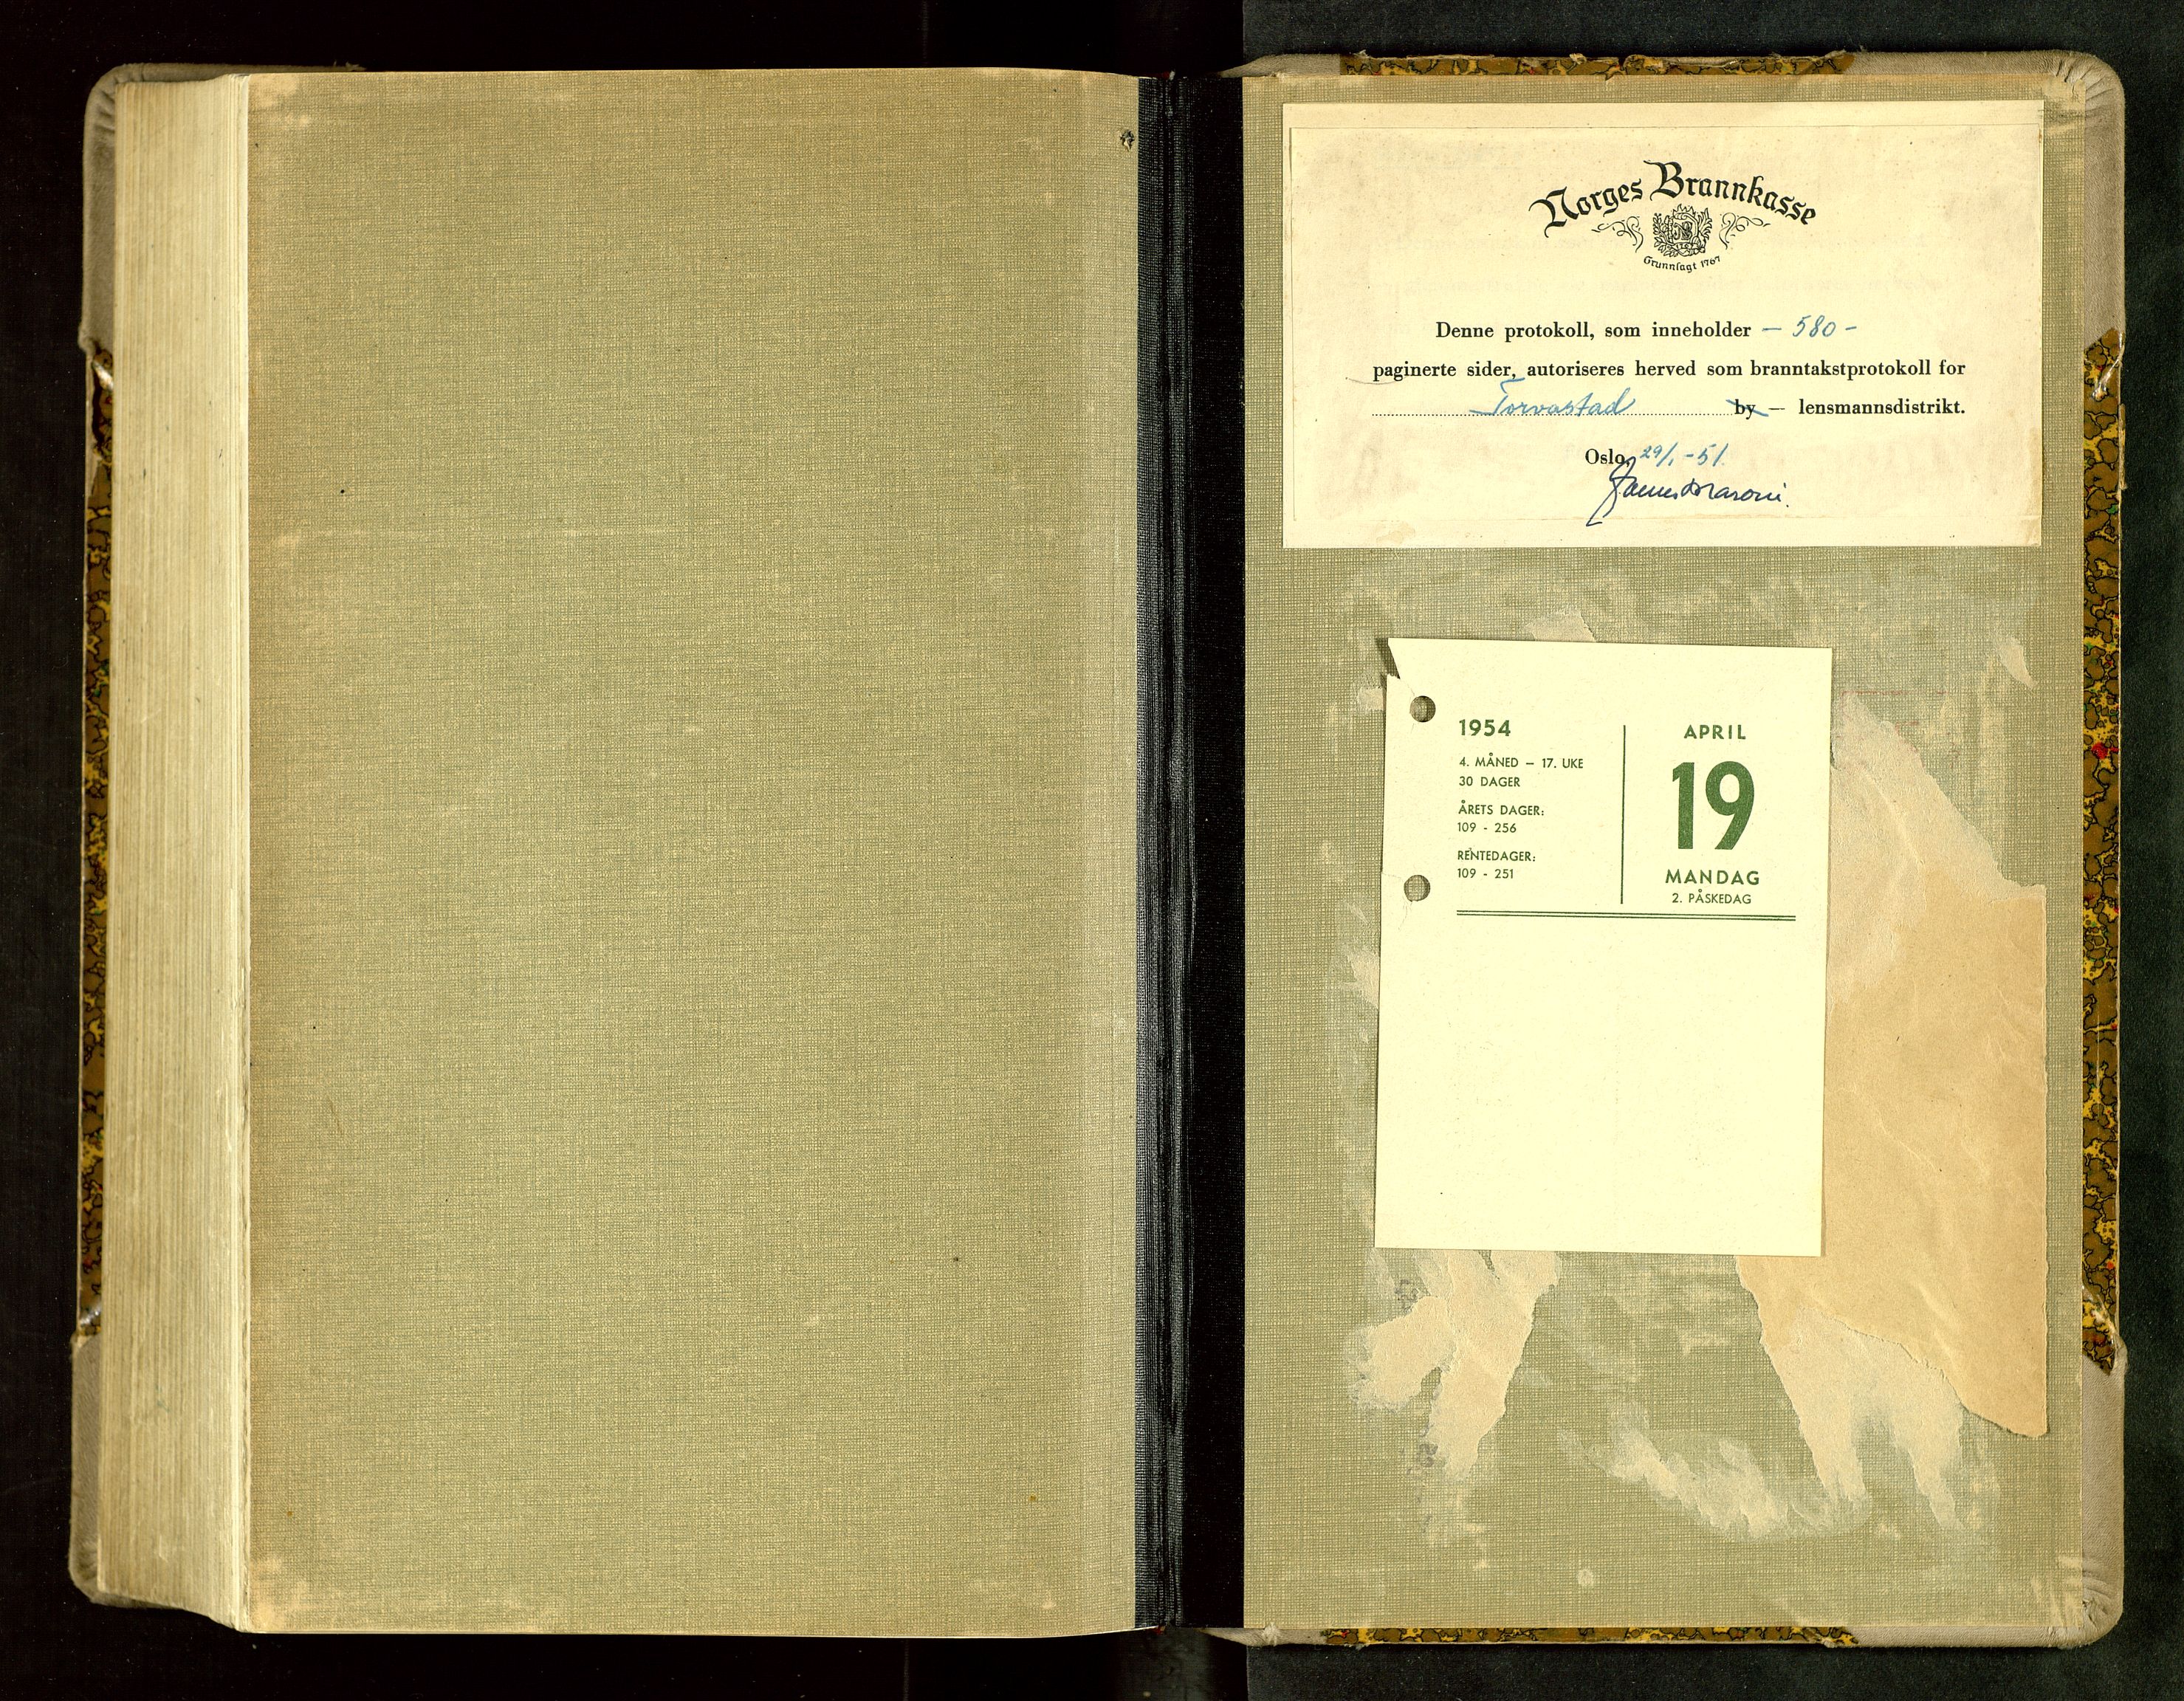 Norges Brannkasse
Grunnlagt 1767
Denne protokoll, som inneholder – 580 –
paginerte sider, autoriseres herved som branntakstprotokoll for
Torvastad by – lensmannsdistrikt.
Oslo, 29/1 - 51.
1954
4. MÅNED – 17. UKE
30 DAGER
ÅRETS DAGER:
109 - 256
RENTEDAGER:
109 - 251
APRIL
19
MANDAG
2. PÅSKEDAG